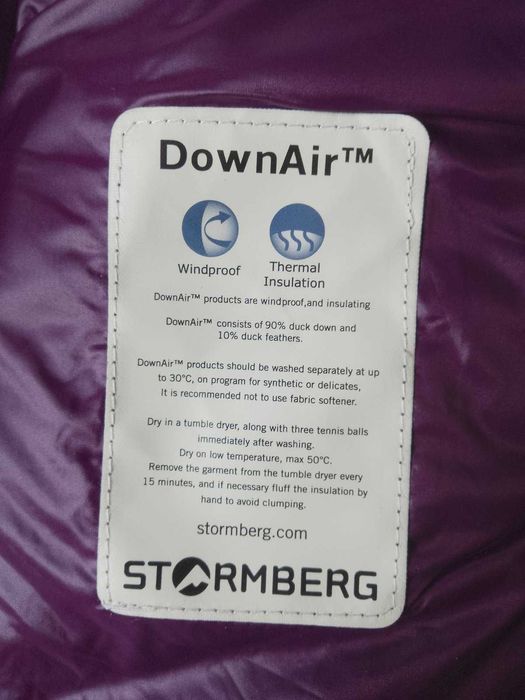 DownAir™
Windproof
Thermal
Insulation
DownAir™ products are windproof,and insulating
DownAir™ consists of 90% duck down and
10% duck feathers.
DownAir™ products should be washed separately at up
to 30°C, on program for synthetic or delicates,
It is recommended not to use fabric softener.
Dry in a tumble dryer, along with three tennis balls
immediately after washing.
Dry on low temperature, max 50°C.
Remove the garment from the tumble dryer every
15 minutes, and if necessary fluff the insulation by
hand to avoid clumping.
stormberg.com
STORMBERG